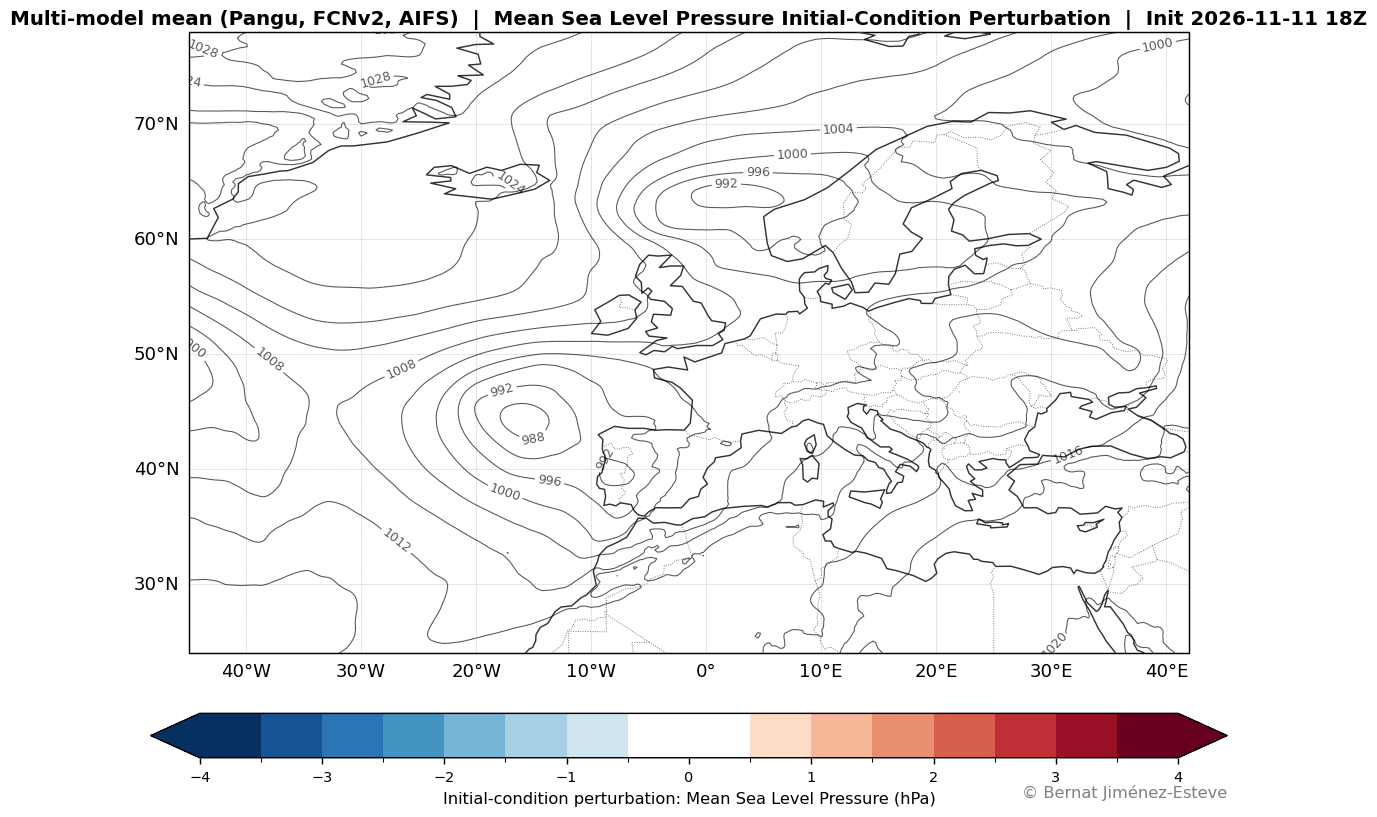 Multi-model mean (Pangu, FCNv2, AIFS)  |  Mean Sea Level Pressure Initial-Condition Perturbation  |  Init 2026-11-11 18Z
1028
1028
1000
70°N
1004
1000
996
992
1024
60°N
1008
1008
50°N
992
988
992
996
1000
40°N
1016
1012
30°N
1020
40°W 30°W 20°W 10°W 0° 10°E 20°E 30°E 40°E
−4 −3 −2 −1 0 1 2 3 4
Initial-condition perturbation: Mean Sea Level Pressure (hPa)
© Bernat Jiménez-Esteve